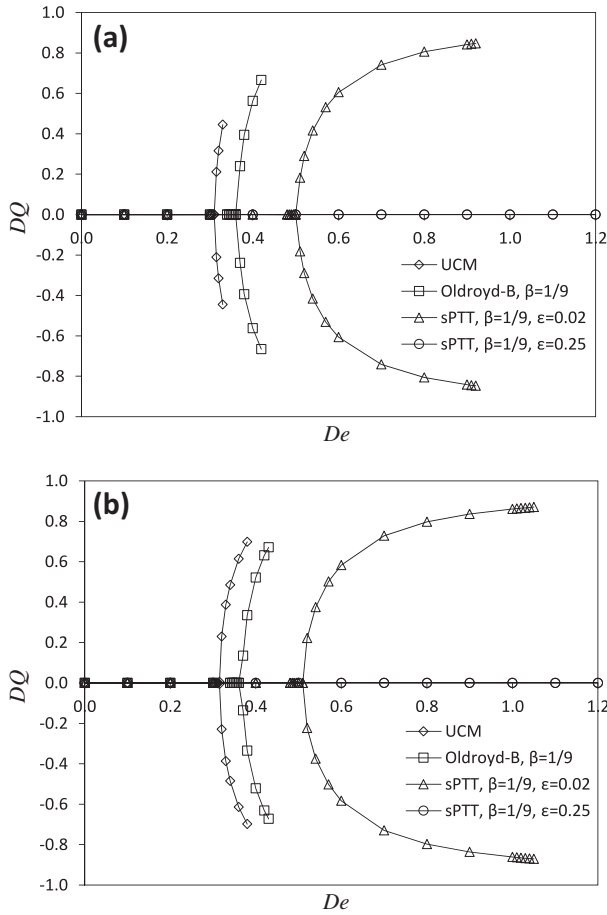 (a)
1.0
0.8
0.6
0.4
0.2
0.0
-0.2
-0.4
-0.6
-0.8
-1.0
DQ
0.0 0.2 0.4 0.6 0.8 1.0 1.2
UCM
Oldroyd-B, β=1/9
sPTT, β=1/9, ε=0.02
sPTT, β=1/9, ε=0.25
De
(b)
1.0
0.8
0.6
0.4
0.2
0.0
-0.2
-0.4
-0.6
-0.8
-1.0
DQ
0.0 0.2 0.4 0.6 0.8 1.0 1.2
UCM
Oldroyd-B, β=1/9
sPTT, β=1/9, ε=0.02
sPTT, β=1/9, ε=0.25
De